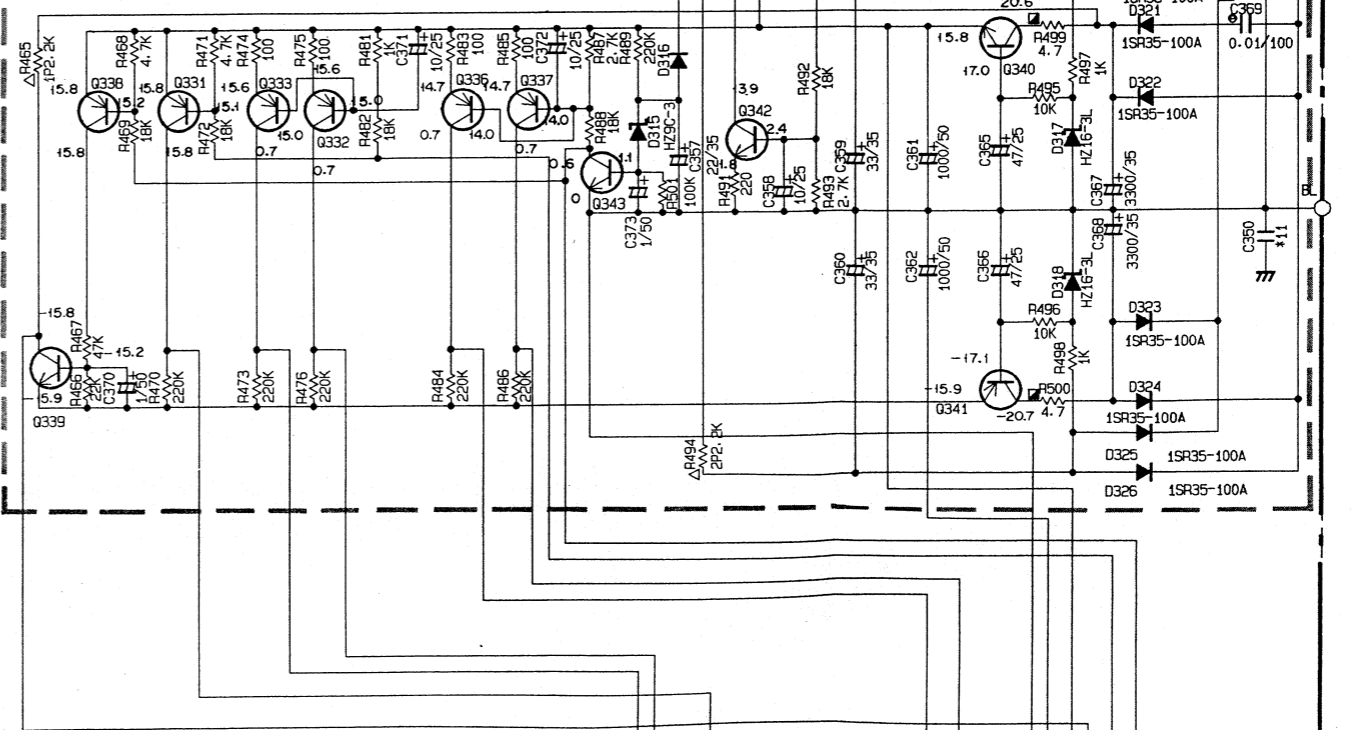 20.6
D321
1SR35-100A
C369
0.01/100
△R465
1P2.2K
R468
4.7K
R471
4.7K
R474
100
R475
100
R481
1K
C371
10/25
R483
100
R485
100
C372
10/25
R487
2.7K
R489
220K
D316
R492
18K
15.8
R499
4.7
Q340
17.0
R497
1K
R495
10K
D322
1SR35-100A
Q338
15.8
15.2
Q331
15.8
15.1
Q333
15.6
15.6
15.0
Q332
15.0
R469
18K
R472
18K
R482
18K
15.8
15.8
0.7
0.7
14.7
Q336
14.7
Q337
14.0
14.0
0.7
0.7
R488
18K
D315
HZ9C-3
C357
22/35
0.6
1.1
0
Q343
C373
1/50
R501
100K
13.9
Q342
2.4
1.8
R491
220
C358
10/25
R493
2.7K
C359
33/35
C361
1000/50
C365
47/25
D317
HZ16-3L
C367
3300/35
C368
3300/35
BL
C350
*11
C360
33/35
C362
1000/50
C366
47/25
D318
HZ16-3L
R496
10K
R498
1K
D323
1SR35-100A
-15.8
R467
47K
-15.2
R466
22K
C370
1/50
R470
220K
R473
220K
R476
220K
R484
220K
R486
220K
-15.9
Q339
-17.1
-15.9
Q341
-20.7
R500
4.7
D324
1SR35-100A
△R494
2P2.2K
D325
1SR35-100A
D326
1SR35-100A